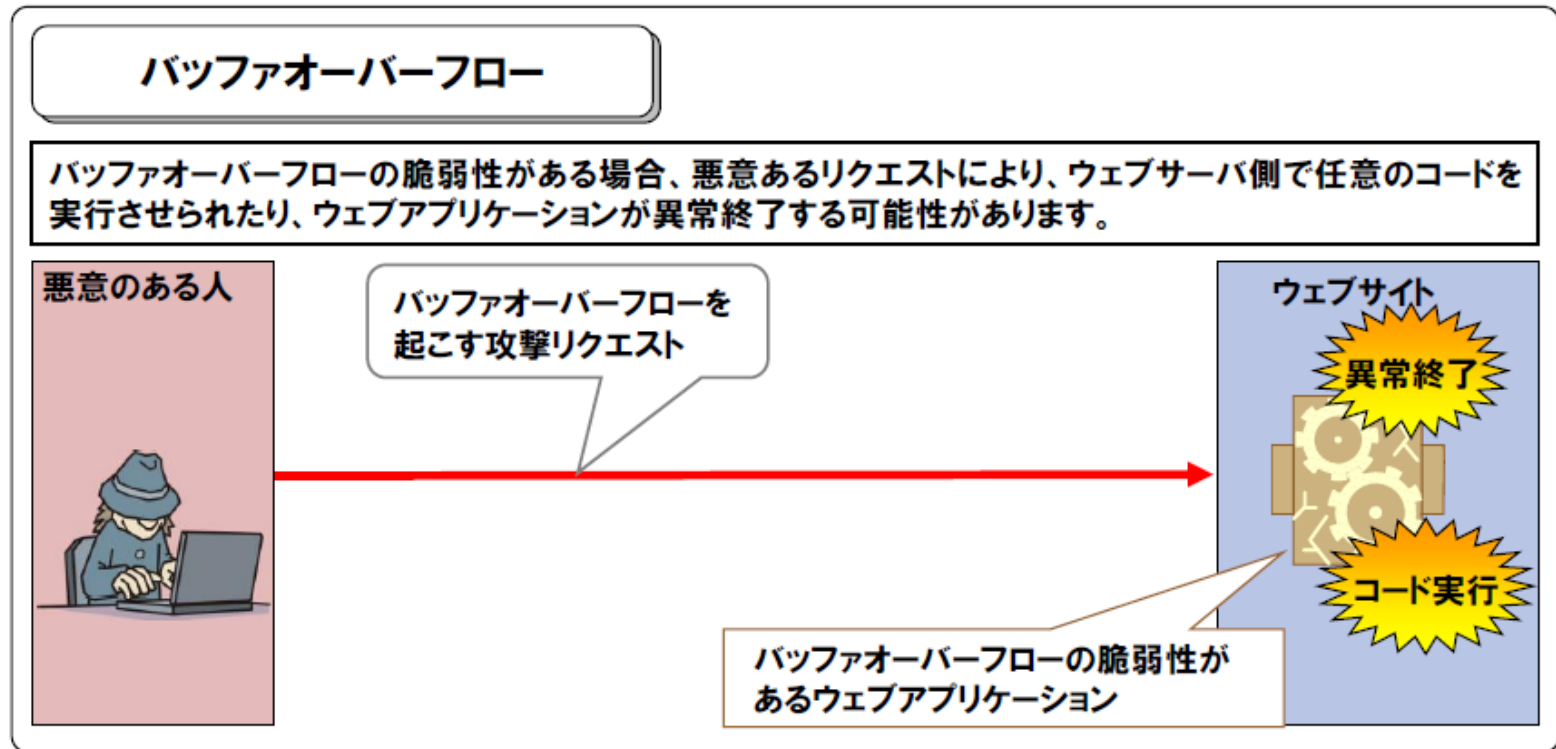 バッファオーバーフロー
バッファオーバーフローの脆弱性がある場合、悪意あるリクエストにより、ウェブサーバ側で任意のコードを
実行させられたり、ウェブアプリケーションが異常終了する可能性があります。
悪意のある人
バッファオーバーフローを
起こす攻撃リクエスト
ウェブサイト
異常終了
コード実行
バッファオーバーフローの脆弱性が
あるウェブアプリケーション